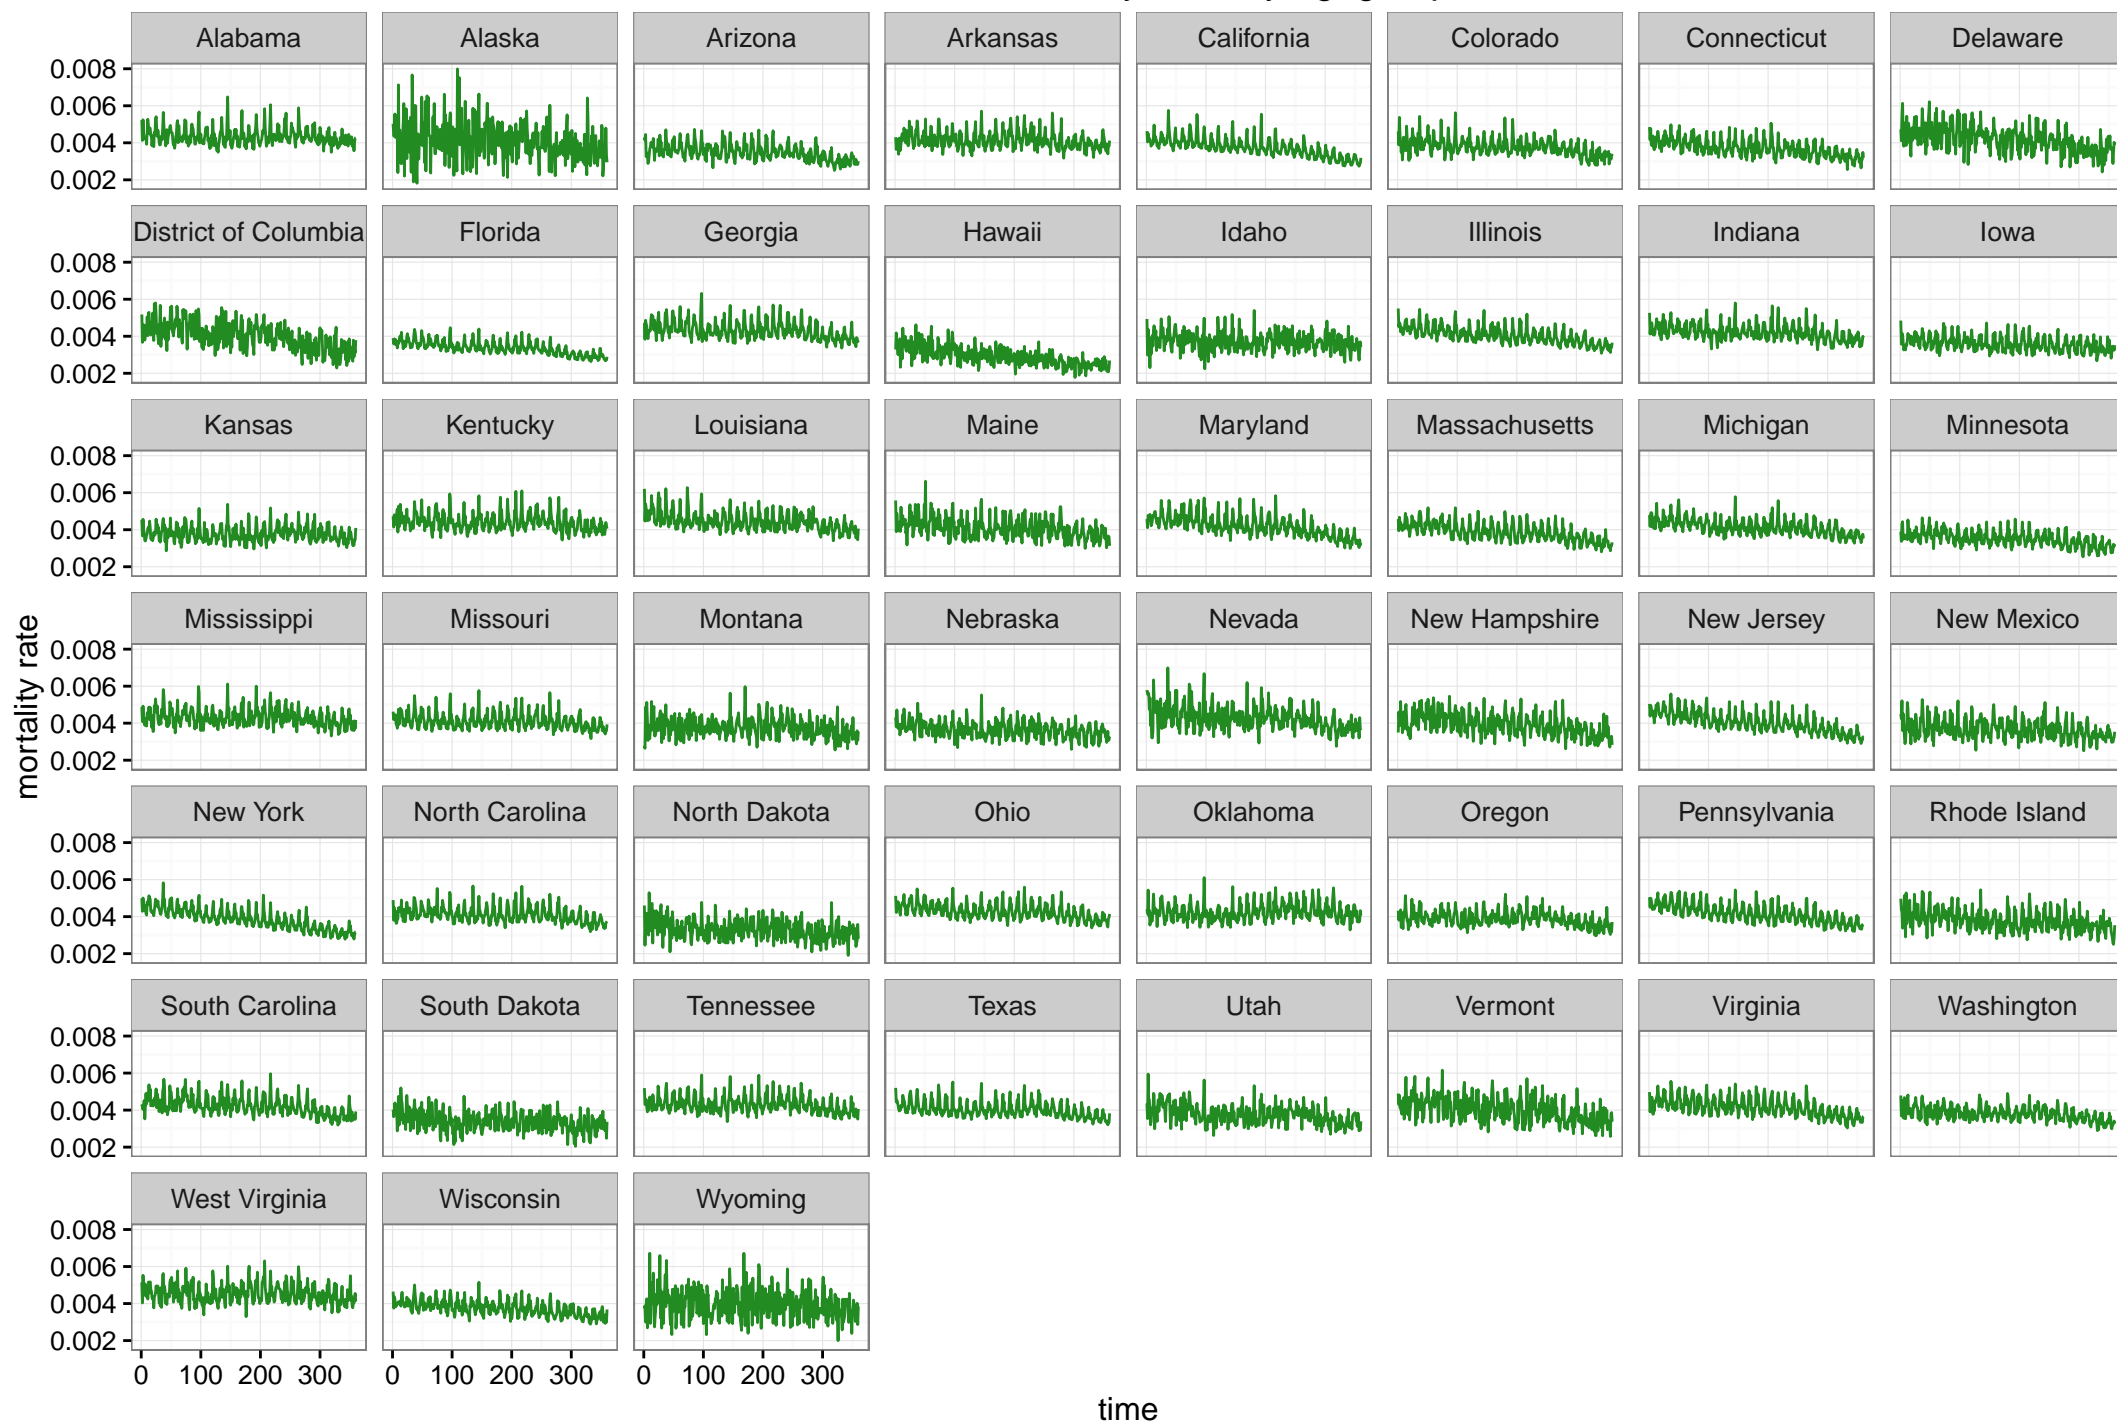 Alabama Alaska Arizona Arkansas California Colorado Connecticut Delaware
0.008
0.006
0.004
0.002
District of Columbia Florida Georgia Hawaii Idaho Illinois Indiana Iowa
0.008
0.006
0.004
0.002
Kansas Kentucky Louisiana Maine Maryland Massachusetts Michigan Minnesota
0.008
0.006
0.004
0.002
Mississippi Missouri Montana Nebraska Nevada New Hampshire New Jersey New Mexico
0.008
0.006
0.004
0.002
mortality rate
New York North Carolina North Dakota Ohio Oklahoma Oregon Pennsylvania Rhode Island
0.008
0.006
0.004
0.002
South Carolina South Dakota Tennessee Texas Utah Vermont Virginia Washington
0.008
0.006
0.004
0.002
West Virginia Wisconsin Wyoming
0.008
0.006
0.004
0.002
0 100 200 300 0 100 200 300 0 100 200 300
time